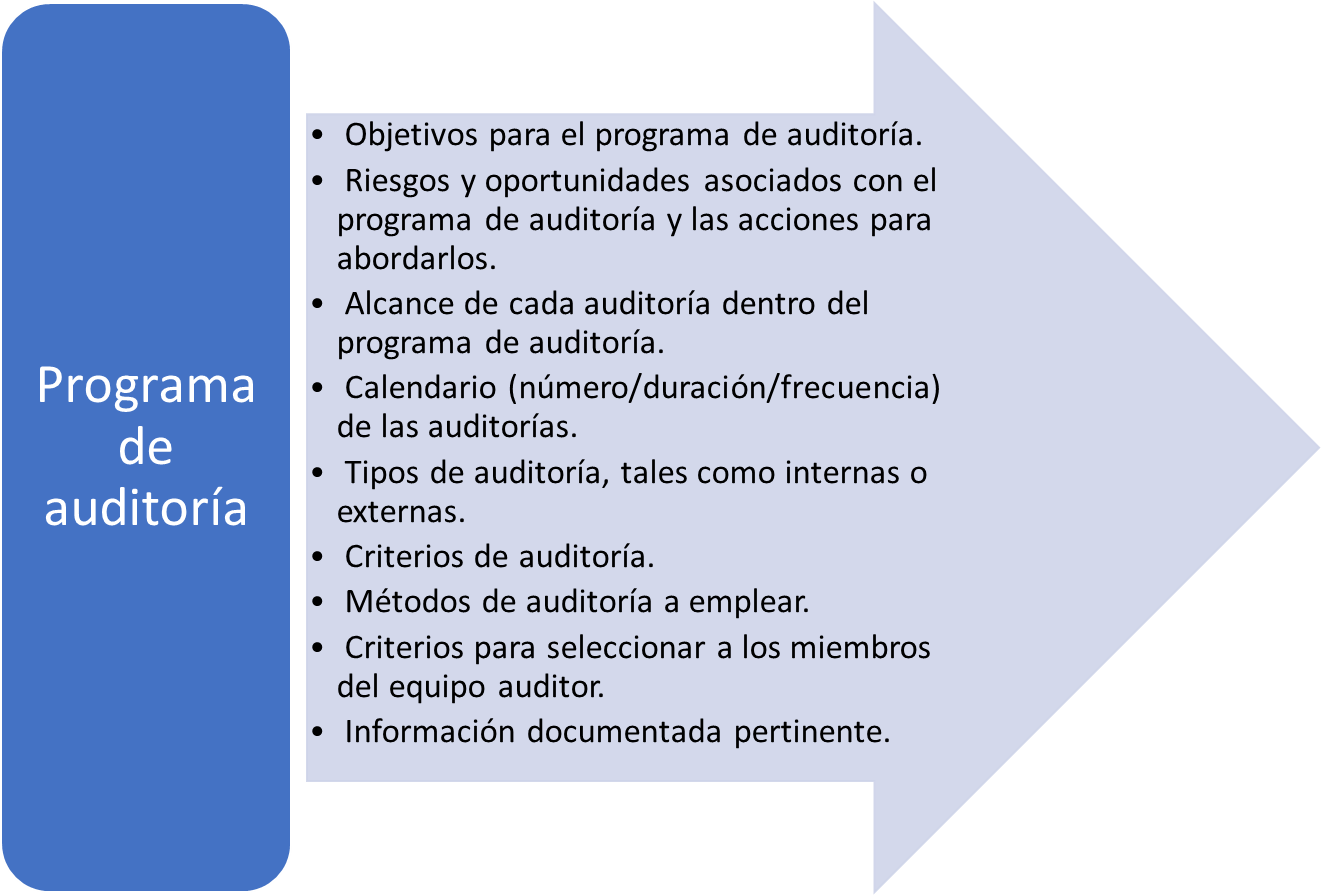 Programa
de
auditoría
• Objetivos para el programa de auditoría.
• Riesgos y oportunidades asociados con el
programa de auditoría y las acciones para
abordarlos.
• Alcance de cada auditoría dentro del
programa de auditoría.
• Calendario (número/duración/frecuencia)
de las auditorías.
• Tipos de auditoría, tales como internas o
externas.
• Criterios de auditoría.
• Métodos de auditoría a emplear.
• Criterios para seleccionar a los miembros
del equipo auditor.
• Información documentada pertinente.